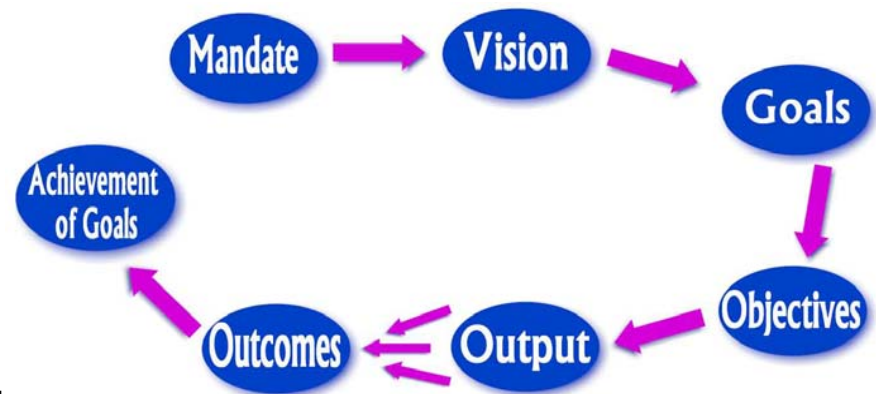 Mandate
Vision
Goals
Achievement
of Goals
Objectives
Output
Outcomes